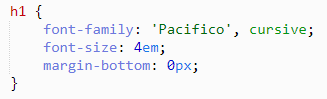 h1 {
    font-family: 'Pacifico', cursive;
    font-size: 4em;
    margin-bottom: 0px;
}